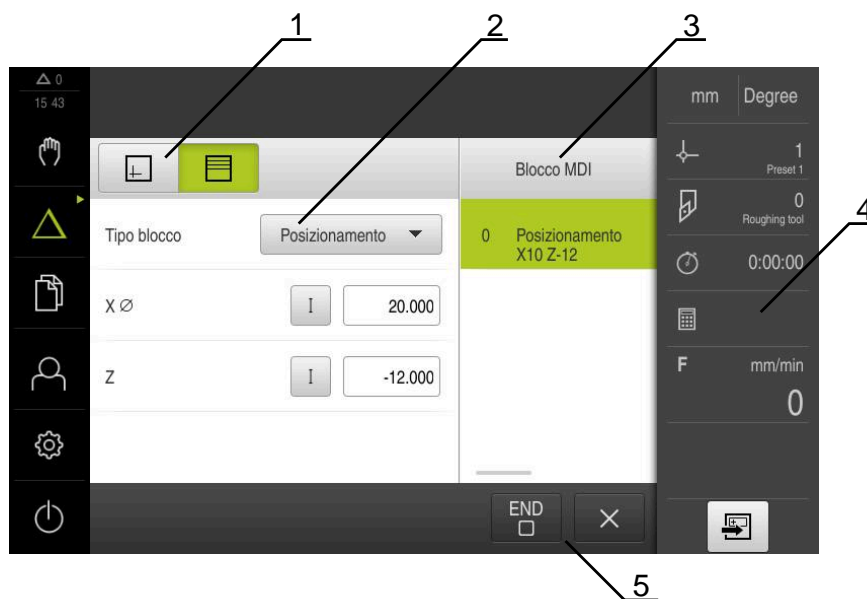 1 2 3
0
15 43
mm Degree
1
Preset 1
Blocco MDI
0
Roughing tool
4
Tipo blocco Posizionamento
0 Posizionamento
X10 Z-12
0:00:00
X Ø I 20.000
F mm/min
Z I -12.000
0
END
5